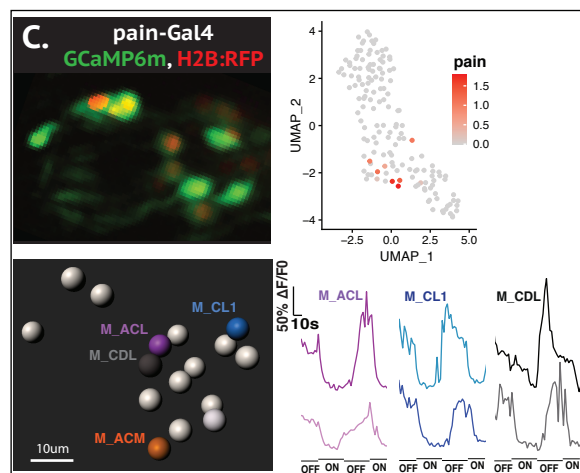 C.
pain-Gal4
GCaMP6m, H2B:RFP
pain
1.5
1.0
0.5
0.0
UMAP_2
4
2
0
−2
−4
−2.5
0.0
2.5
5.0
UMAP_1
M_CL1
M_ACL
M_CDL
M_ACM
10um
50% ΔF/F0
10s
M_ACL
M_CL1
M_CDL
OFF ON OFF ON
OFF ON OFF ON
OFF ON OFF ON